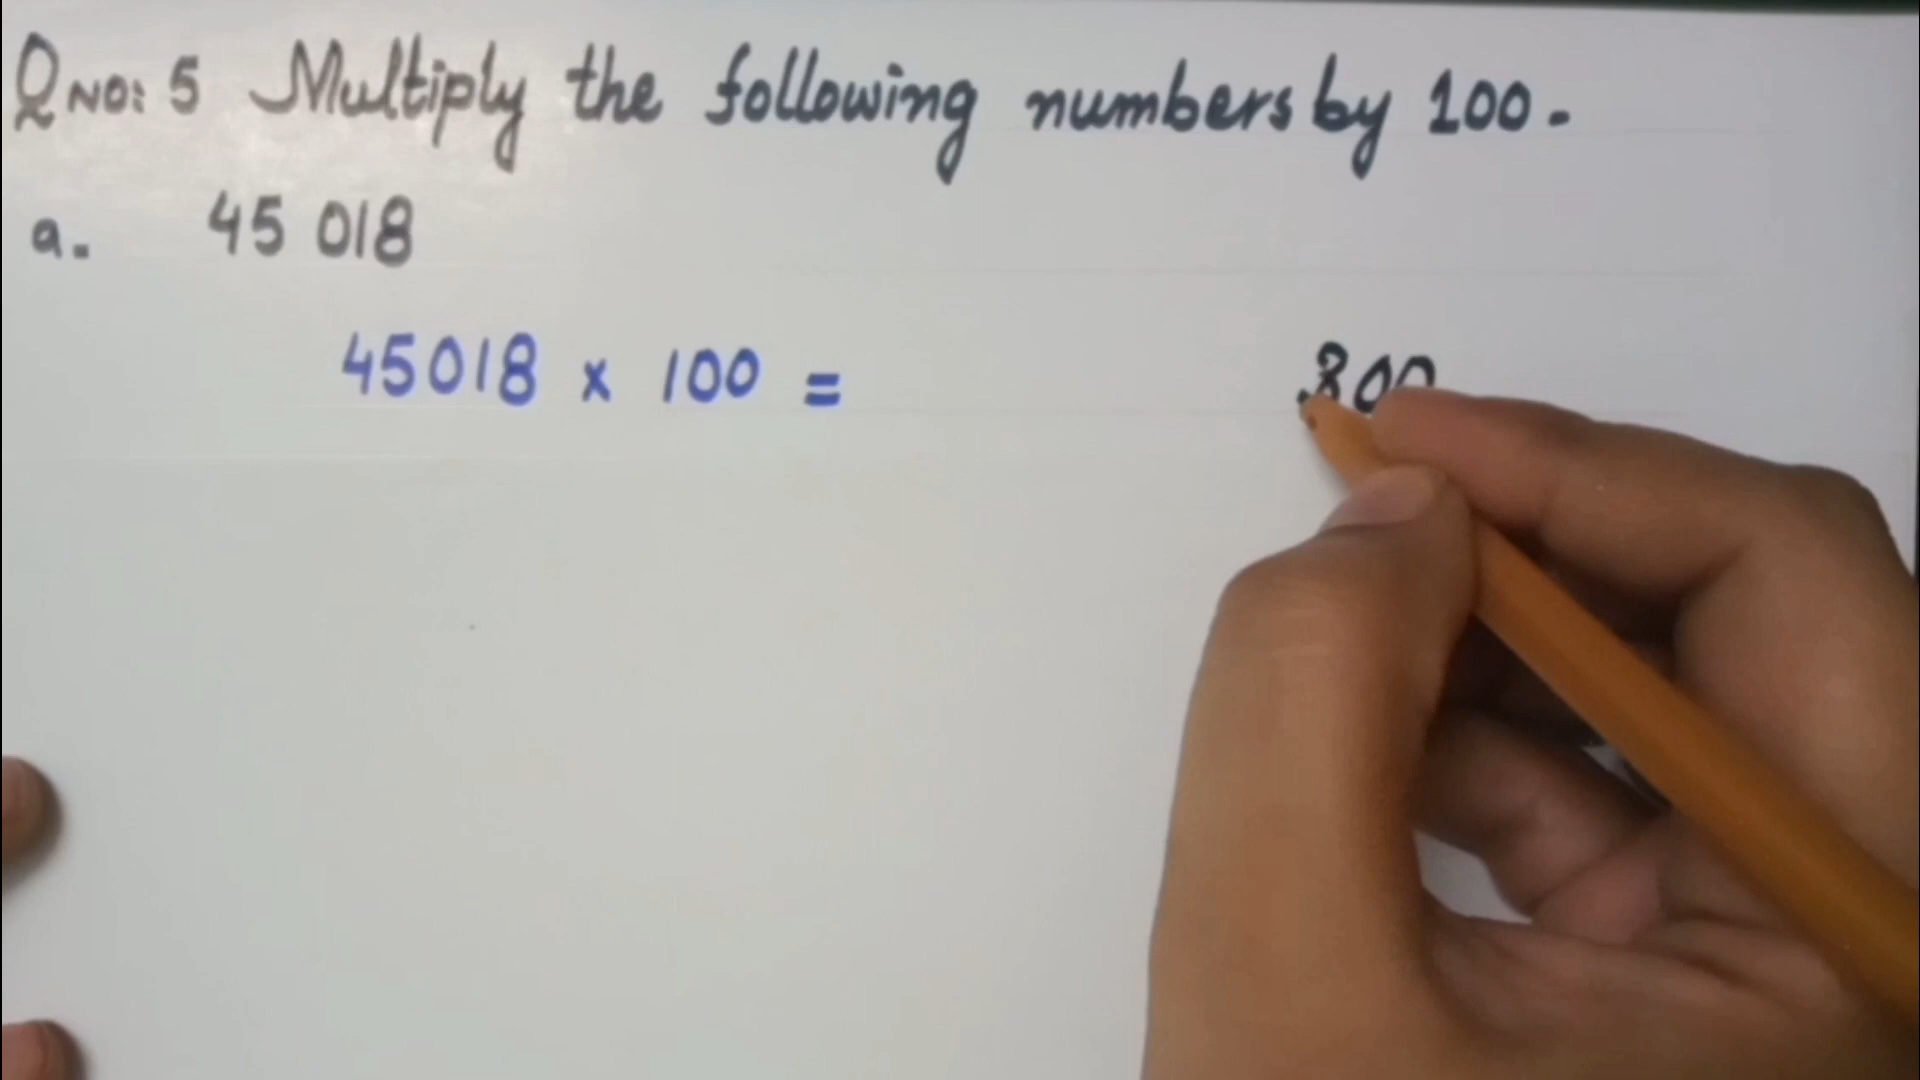 Q NO: 5 Multiply the following numbers by 100.
a. 45 018
45018 x 100 = 800